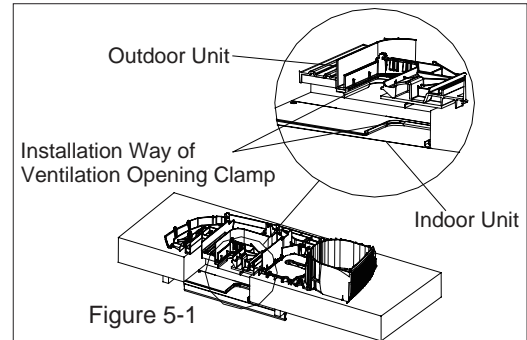 Outdoor Unit
Installation Way of
Ventilation Opening Clamp
Indoor Unit
Figure 5-1